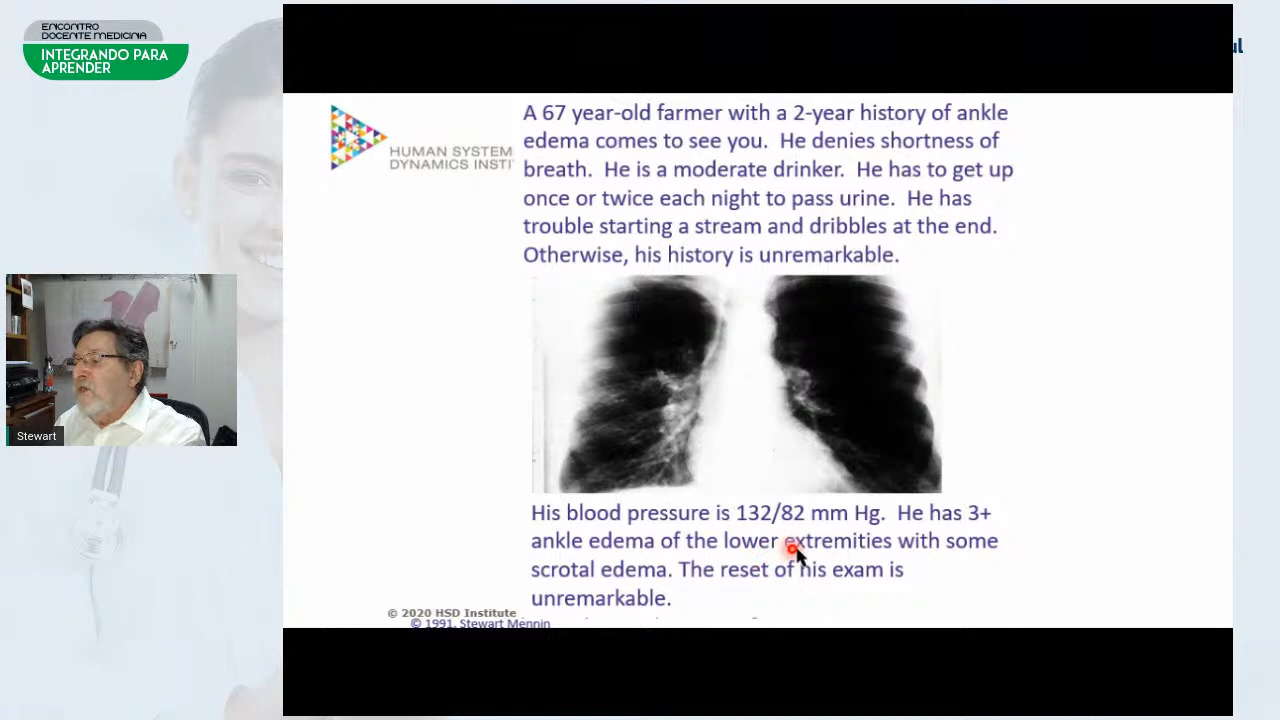 ENCONTRO
DOCENTE MEDICINA
INTEGRANDO PARA
APRENDER
ul
HUMAN SYSTEM
DYNAMICS INSTI
A 67 year-old farmer with a 2-year history of ankle
edema comes to see you. He denies shortness of
breath. He is a moderate drinker. He has to get up
once or twice each night to pass urine. He has
trouble starting a stream and dribbles at the end.
Otherwise, his history is unremarkable.
Stewart
His blood pressure is 132/82 mm Hg. He has 3+
ankle edema of the lower extremities with some
scrotal edema. The reset of his exam is
unremarkable.
© 2020 HSD Institute
© 1991, Stewart Mennin